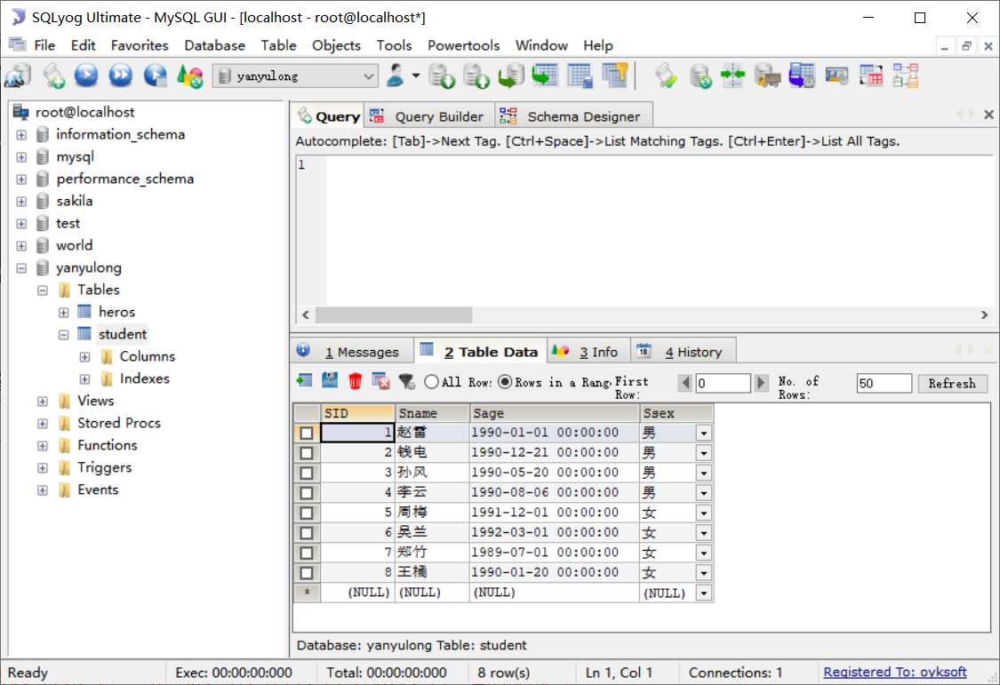 SQLyog Ultimate - MySQL GUI - [localhost - root@localhost*]
File Edit Favorites Database Table Objects Tools Powertools Window Help
yanyulong
root@localhost
information_schema
mysql
performance_schema
sakila
test
world
yanyulong
Tables
heros
student
Columns
Indexes
Views
Stored Procs
Functions
Triggers
Events
Query Query Builder Schema Designer
Autocomplete: [Tab]->Next Tag. [Ctrl+Space]->List Matching Tags. [Ctrl+Enter]->List All Tags.
1
1 Messages 2 Table Data 3 Info 18 4 History
All Row: Rows in a Rang. First Row: 0 No. of Rows: 50 Refresh
SID Sname Sage Ssex
1 赵雷 1990-01-01 00:00:00 男
2 钱电 1990-12-21 00:00:00 男
3 孙风 1990-05-20 00:00:00 男
4 李云 1990-08-06 00:00:00 男
5 周梅 1991-12-01 00:00:00 女
6 吴兰 1992-03-01 00:00:00 女
7 郑竹 1989-07-01 00:00:00 女
8 王橘 1990-01-20 00:00:00 女
* (NULL) (NULL) (NULL) (NULL)
Database: yanyulong Table: student
Ready Exec: 00:00:00:000 Total: 00:00:00:000 8 row(s) Ln 1, Col 1 Connections: 1 Registered To: oyksoft